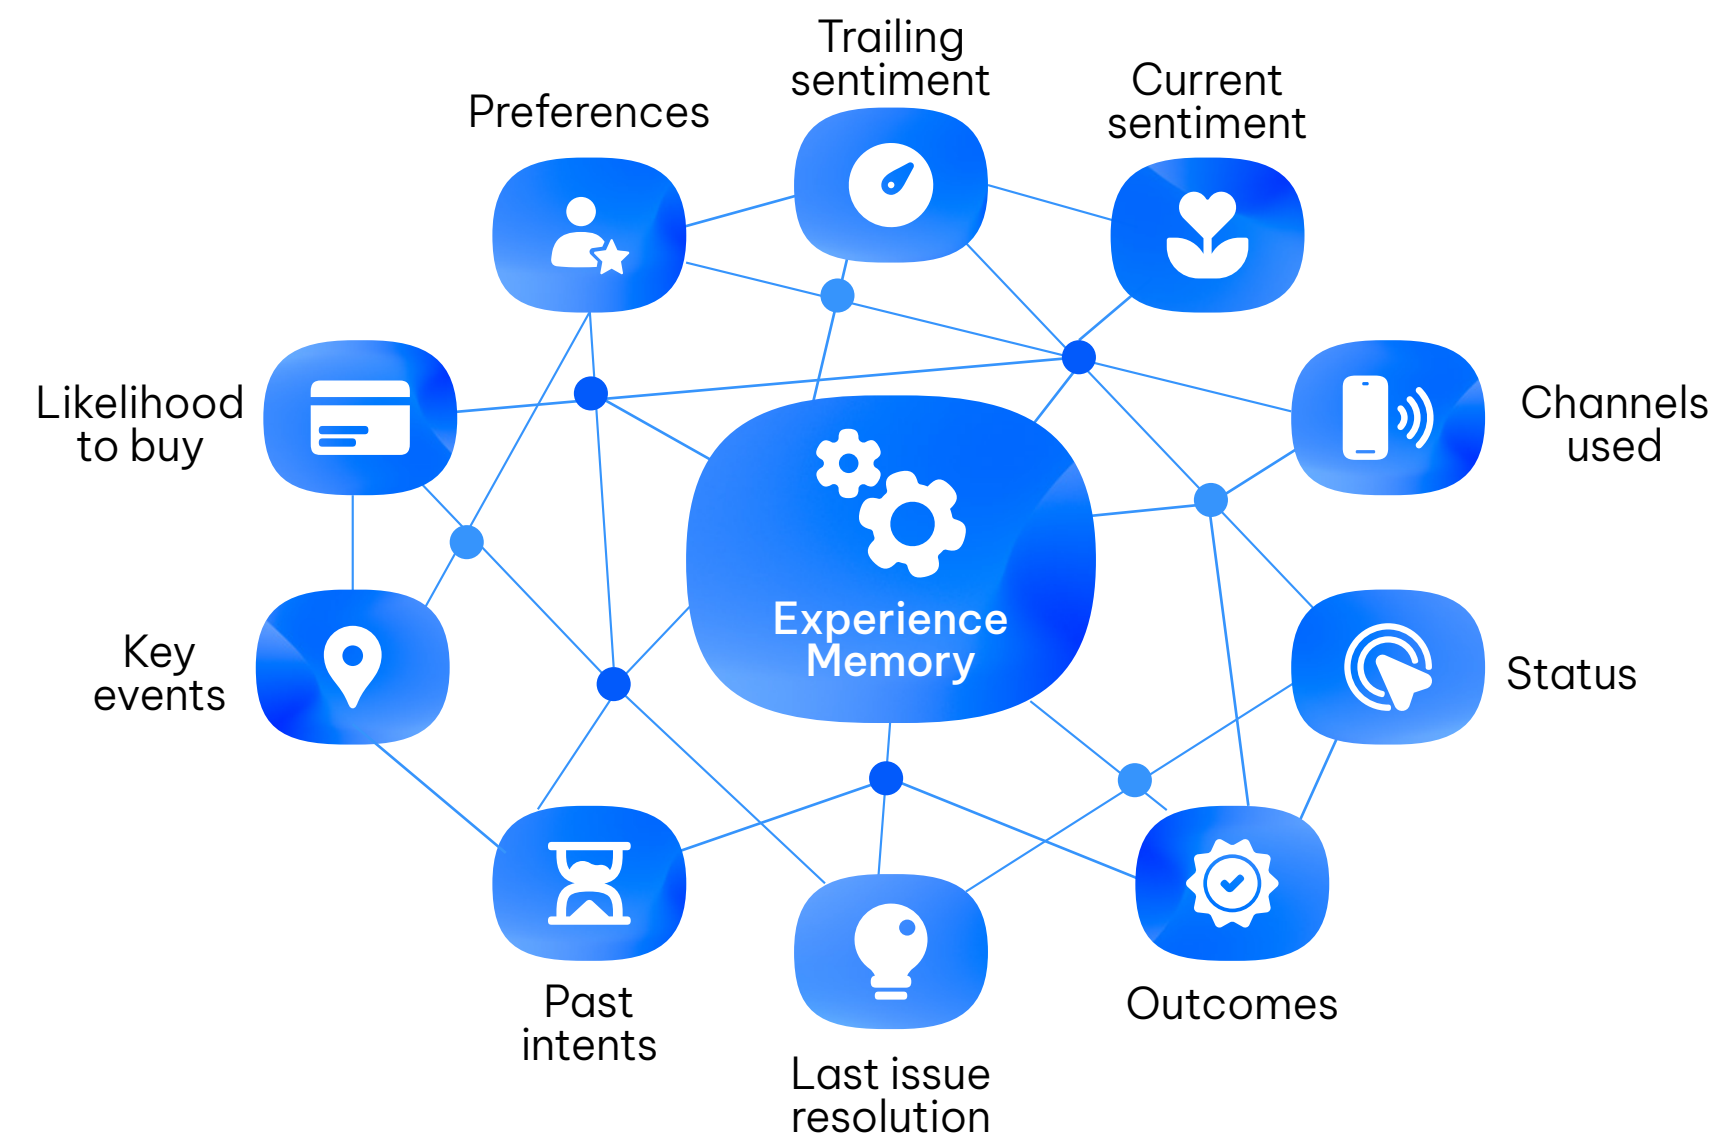 Trailing
sentiment
Current
sentiment
Preferences
Likelihood
to buy
Channels
used
Experience
Memory
Key
events
Status
Past
intents
Outcomes
Last issue
resolution